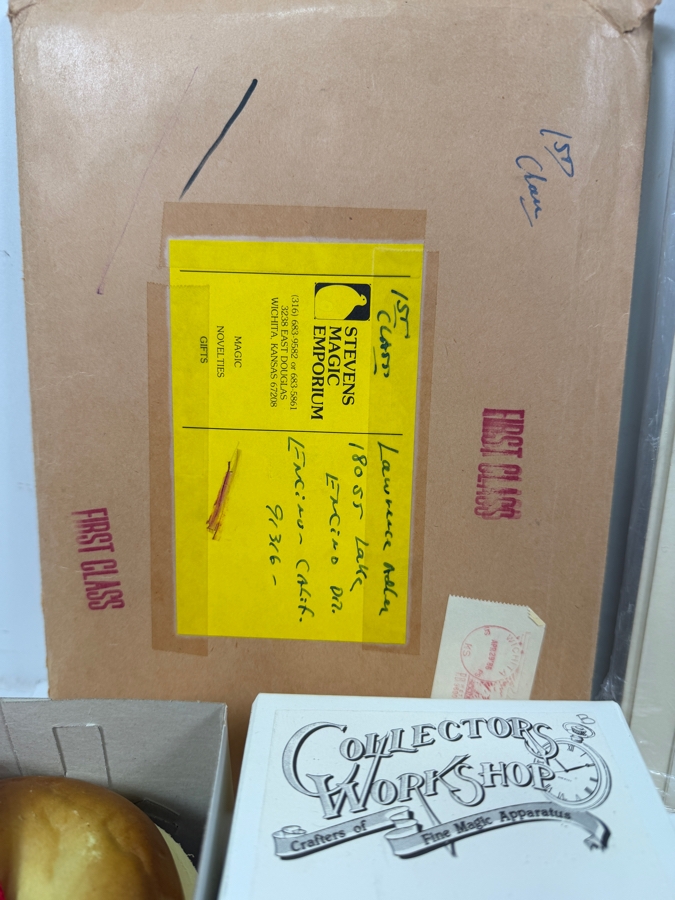 1st
Class
1ST
CLASS
STEVENS
MAGIC
EMPORIUM
(316) 683-9582 or 683-5861
3238 EAST DOUGLAS
WICHITA, KANSAS 67208
MAGIC
NOVELTIES
GIFTS
Lawrence Adler
18055 Lake
Encino Dr.
Encino - Calif.
91316 -
FIRST CLASS
FIRST CLASS
COLLECTORS
WORKSHOP
Crafters of Fine Magic Apparatus